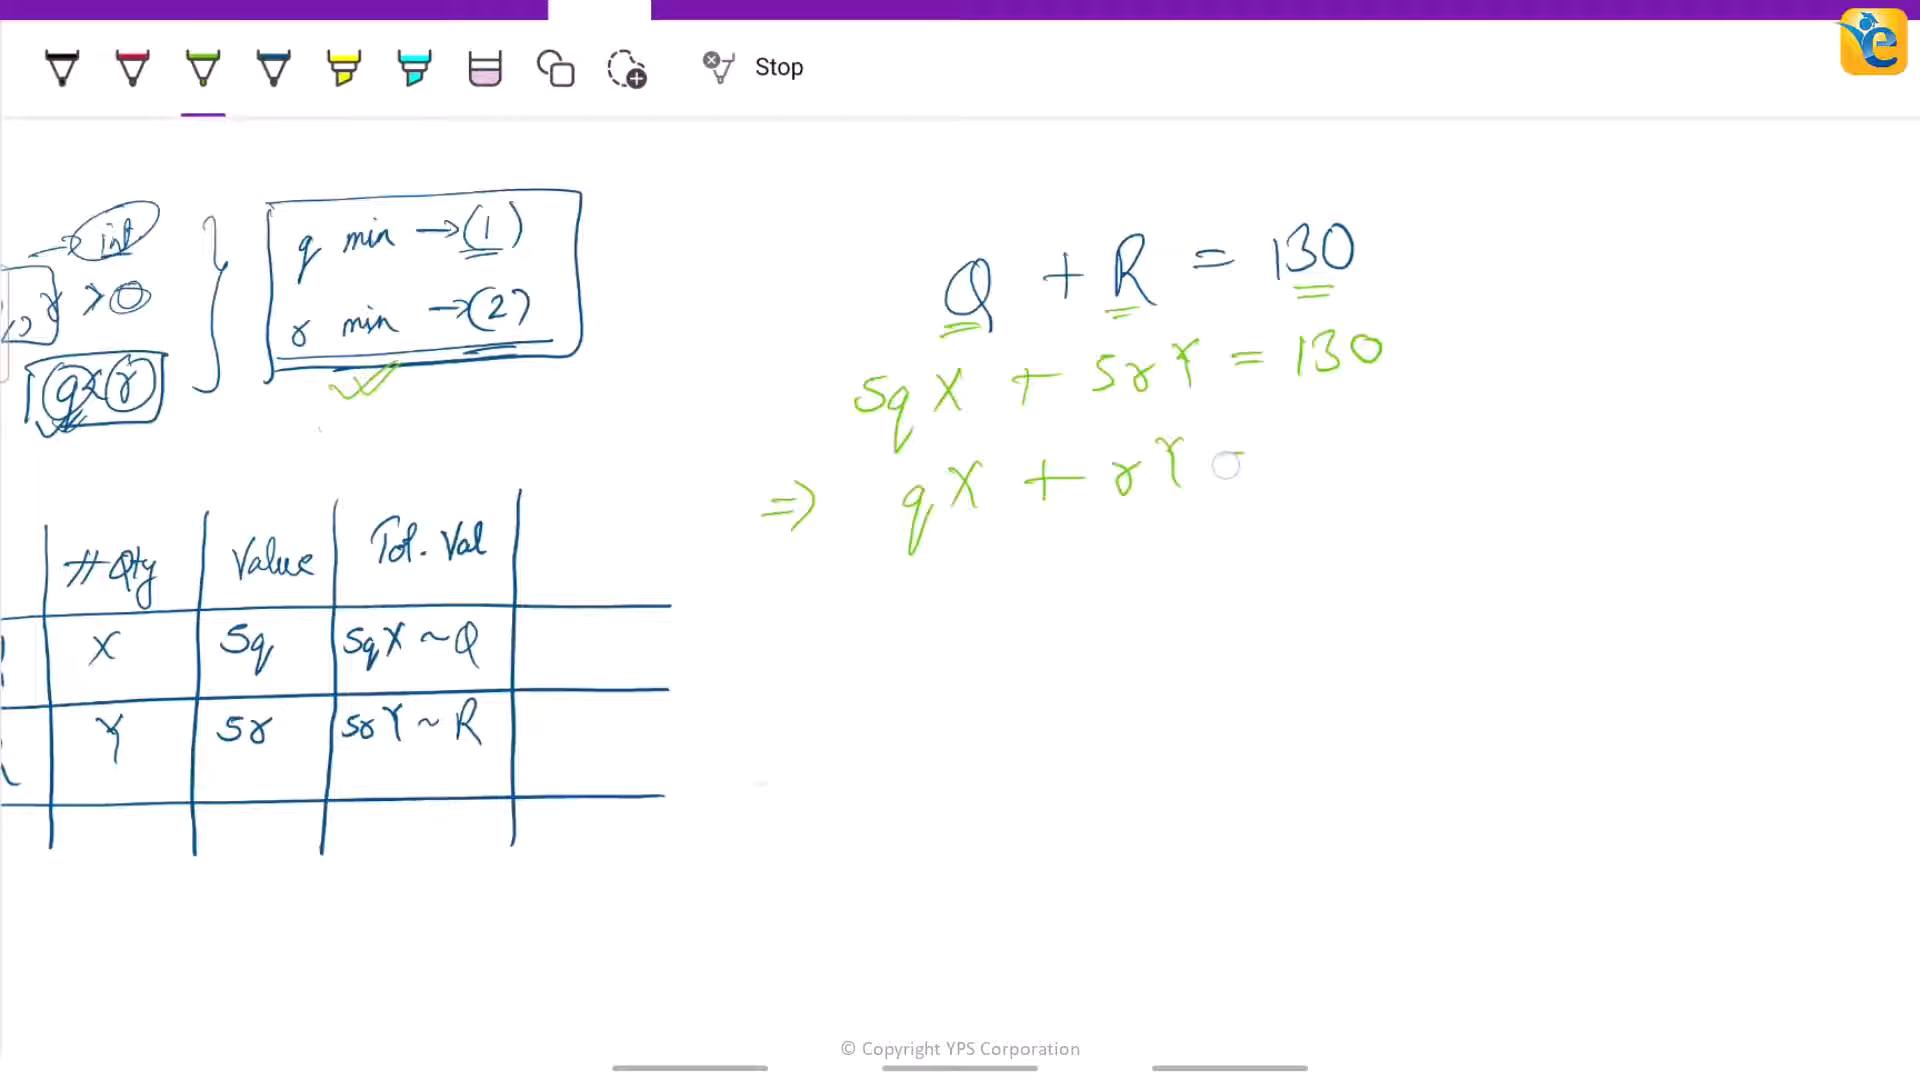 Stop
→ int
r > 0
q < r
q min → (1)
r min → (2)
Q + R = 130
5qX + 5rY = 130
⇒ qX + rY =
#Qty Value Tot. Val
X 5q 5qX ~ Q
Y 5r 5rY ~ R
© Copyright YPS Corporation